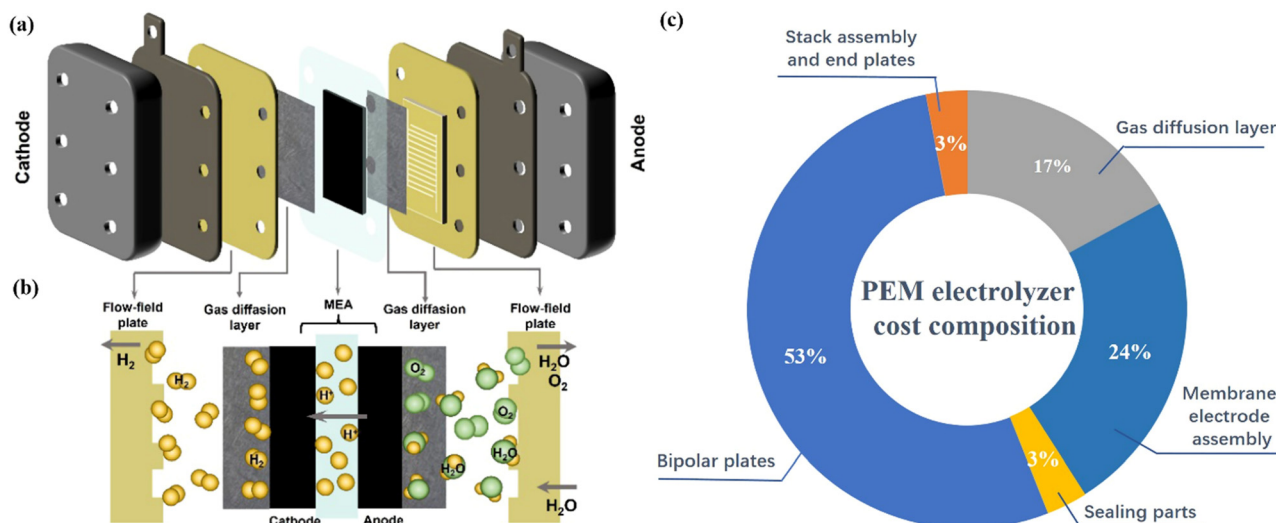 (a)
Cathode
Anode
(b)
Flow-field
plate
Gas diffasion
layer
MEA
Gas diffasion
layer
Flow-field
plate
H₂
H₂
H₂
H⁺
H⁺
O₂
O₂
H₂O
H₂O
H₂O
O₂
H₂O
Cathode
Anode
(c)
Stack assembly
and end plates
3%
Gas diffusion layer
17%
PEM electrolyzer
cost composition
53%
24%
Membrane
electrode
assembly
Bipolar plates
3%
Sealing parts